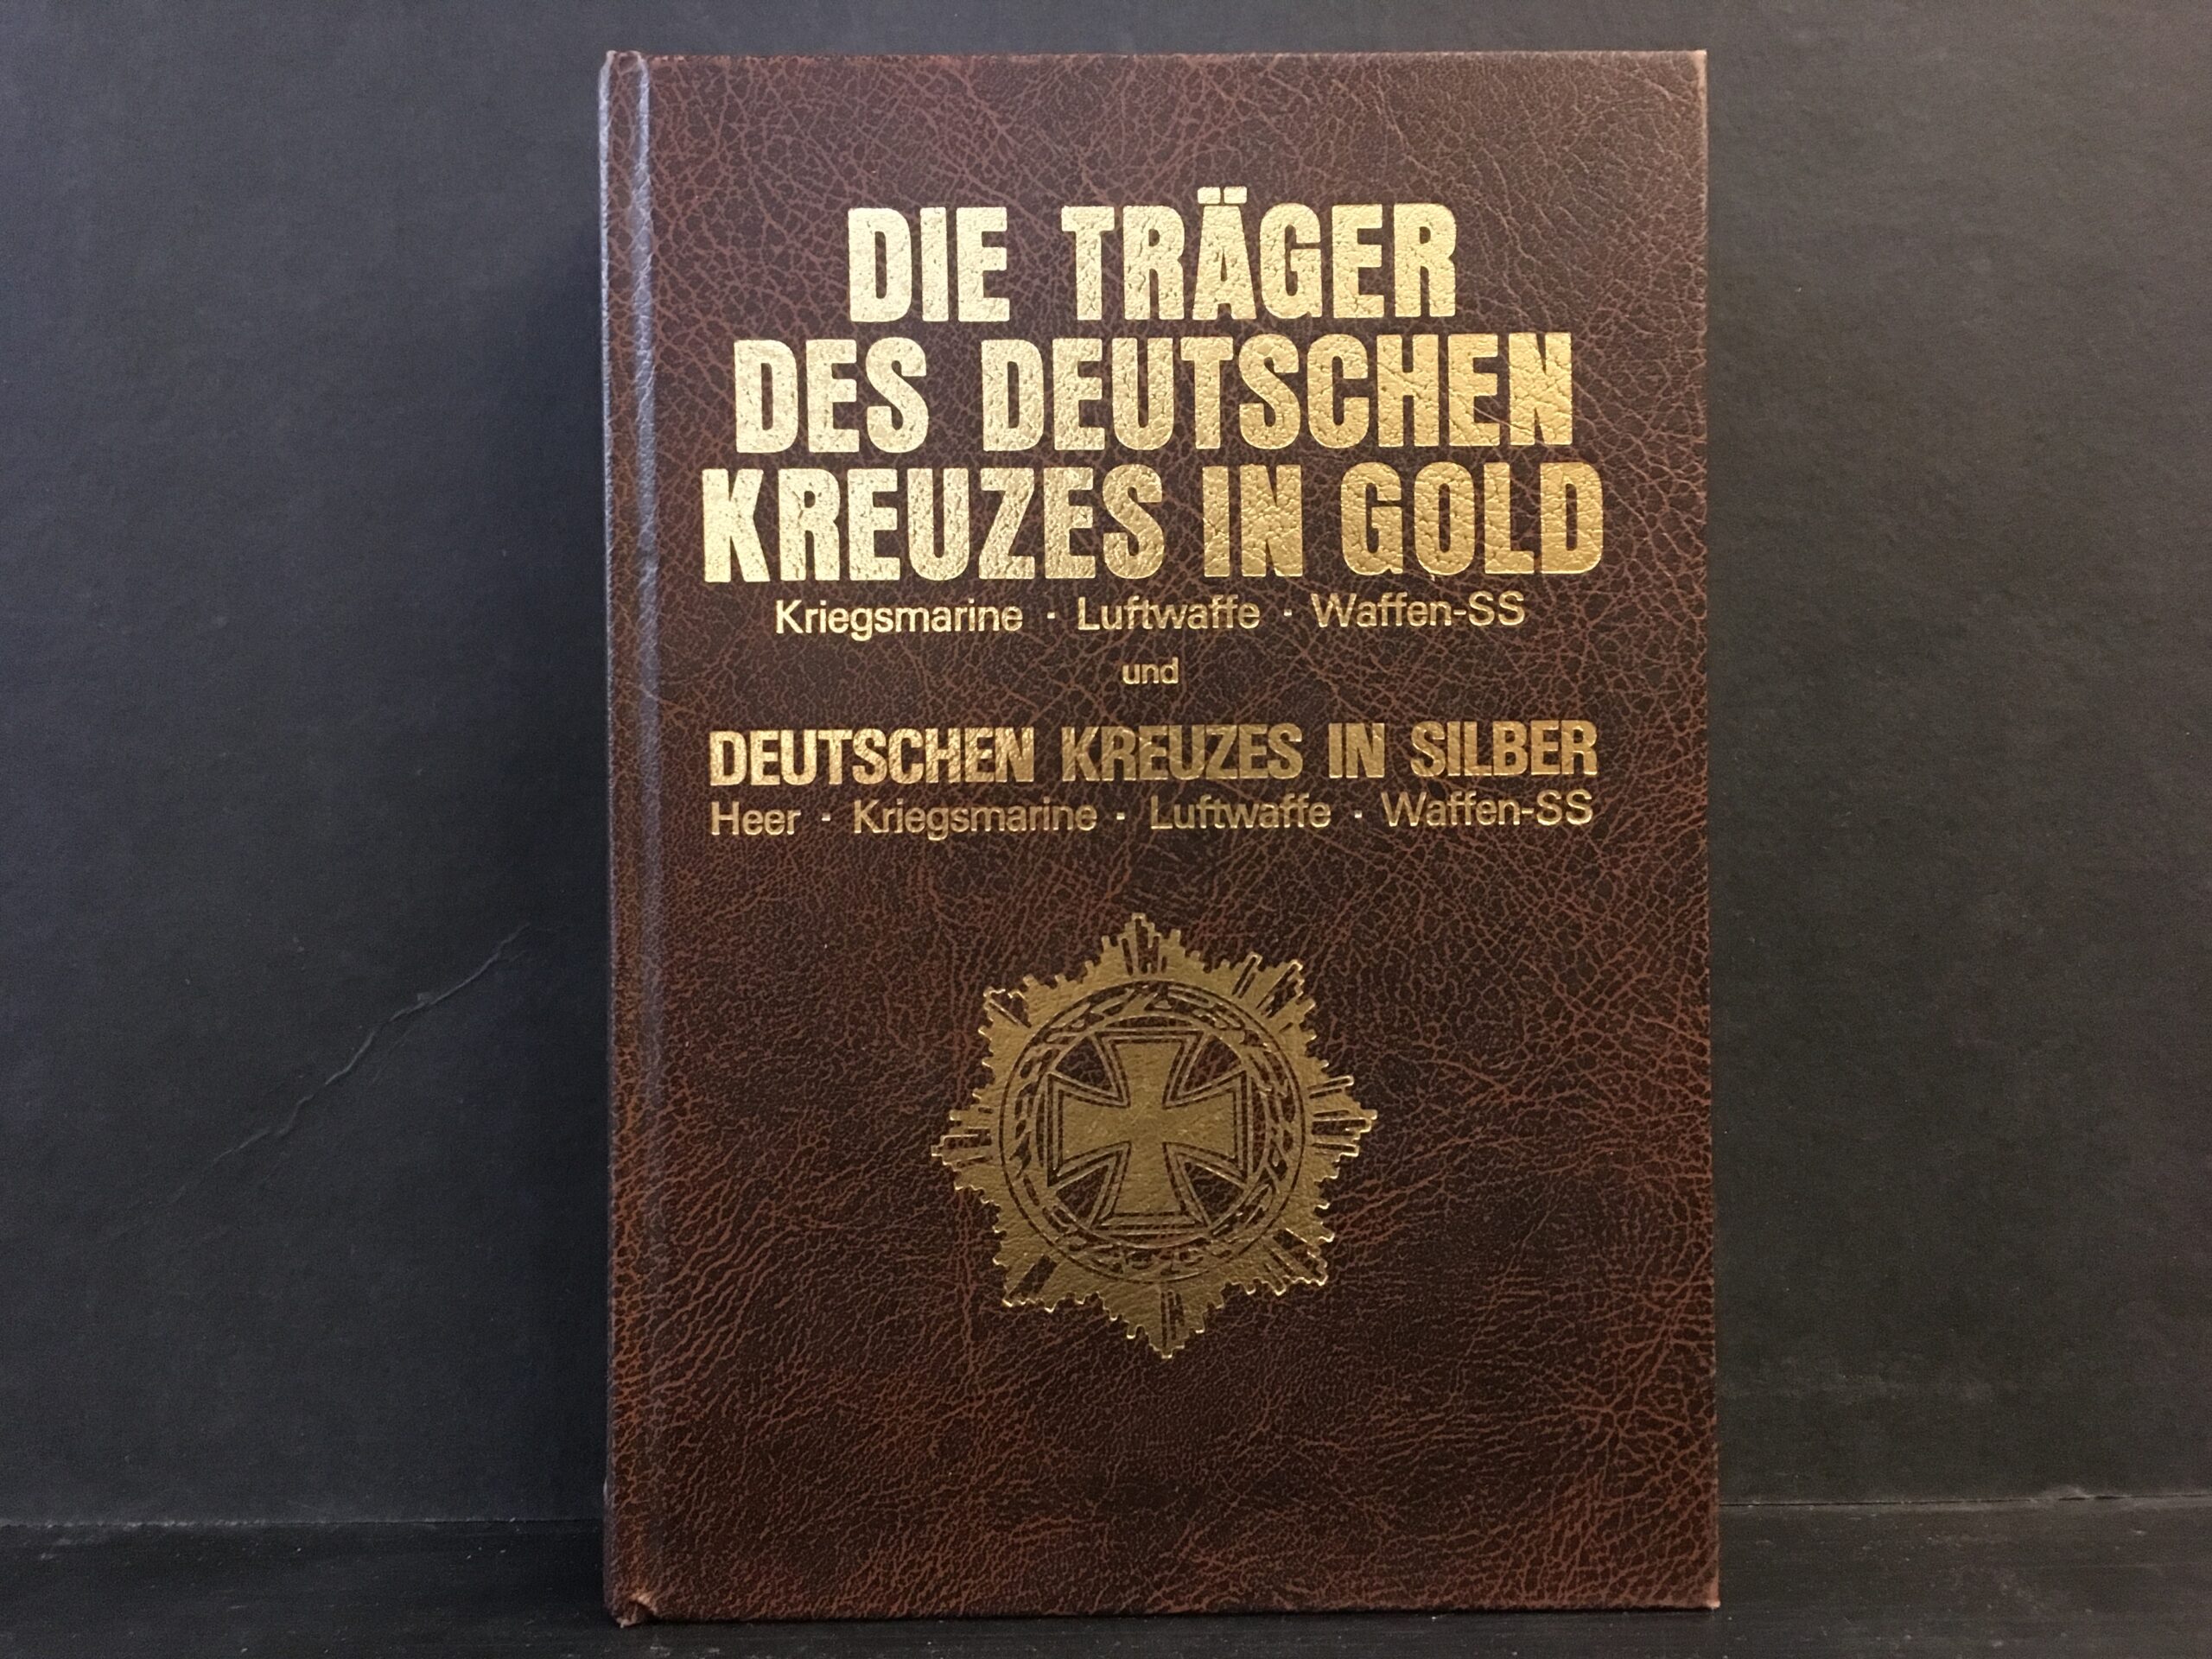 DIE TRÄGER
DES DEUTSCHEN
KREUZES IN GOLD
Kriegsmarine · Luftwaffe · Waffen-SS
und
DEUTSCHEN KREUZES IN SILBER
Heer · Kriegsmarine · Luftwaffe · Waffen-SS